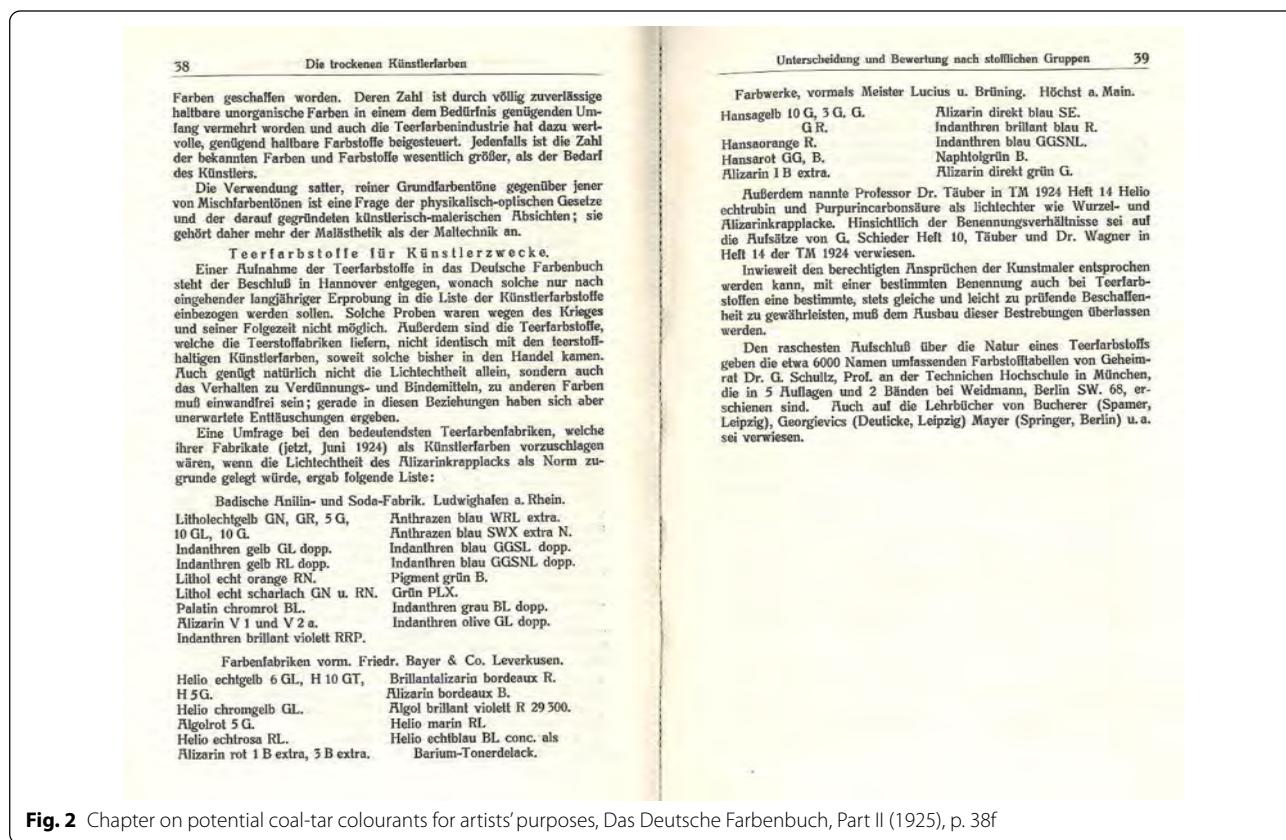 38 Die trockenen Künstlerfarben
Farben geschaffen worden. Deren Zahl ist durch völlig zuverlässige
haltbare unorganische Farben in einem dem Bedürfnis genügenden Um-
fang vermehrt worden und auch die Teerfarbenindustrie hat dazu wert-
volle, genügend haltbare Farbstoffe beigesteuert. Jedenfalls ist die Zahl
der bekannten Farben und Farbstoffe wesentlich größer, als der Bedarf
des Künstlers.
Die Verwendung satter, reiner Grundfarbentöne gegenüber jener
von Mischfarbentönen ist eine Frage der physikalisch-optischen Gesetze
und der darauf gegründeten künstlerisch-malerischen Absichten; sie
gehört daher mehr der Malästhetik als der Maltechnik an.
Teerfarbstoffe für Künstlerzwecke.
Einer Aufnahme der Teerfarbstoffe in das Deutsche Farbenbuch
steht der Beschluß in Hannover entgegen, wonach solche nur nach
eingehender langjähriger Erprobung in die Liste der Künstlerfarbstoffe
einbezogen werden sollen. Solche Proben waren wegen des Krieges
und seiner Folgezeit nicht möglich. Außerdem sind die Teerfarbstoffe,
welche die Teerstoffabriken liefern, nicht identisch mit den teerstoff-
haltigen Künstlerfarben, soweit solche bisher in den Handel kamen.
Auch genügt natürlich nicht die Lichtechtheit allein, sondern auch
das Verhalten zu Verdünnungs- und Bindemitteln, zu anderen Farben
muß einwandfrei sein; gerade in diesen Beziehungen haben sich aber
unerwartete Enttäuschungen ergeben.
Eine Umfrage bei den bedeutendsten Teerfarbenfabriken, welche
ihrer Fabrikate (jetzt, Juni 1924) als Künstlerfarben vorzuschlagen
wären, wenn die Lichtechtheit des Alizarinkrapplacks als Norm zu-
grunde gelegt würde, ergab folgende Liste:
Badische Anilin- und Soda-Fabrik. Ludwighafen a. Rhein.
Litholechtgelb GN, GR, 5 G,
10 GL, 10 G.
Indanthren gelb GL dopp.
Indanthren gelb RL dopp.
Lithol echt orange RN.
Lithol echt scharlach GN u. RN.
Palatin chromrot BL.
Alizarin V 1 und V 2 a.
Indanthren brillant violett RRP.
Anthrazen blau WRL extra.
Anthrazen blau SWX extra N.
Indanthren blau GGSL dopp.
Indanthren blau GGSNL dopp.
Pigment grün B.
Grün PLX.
Indanthren grau BL dopp.
Indanthren olive GL dopp.
Farbenfabriken vorm. Friedr. Bayer & Co. Leverkusen.
Helio echtgelb 6 GL, H 10 GT,
H 5 G.
Helio chromgelb GL.
Algolrot 5 G.
Helio echtrosa RL.
Alizarin rot 1 B extra, 3 B extra.
Brillantalizarin bordeaux R.
Alizarin bordeaux B.
Algol brillant violett R 29 300.
Helio marin RL
Helio echtblau BL conc. als
Barium-Tonerdelack.
Unterscheidung und Bewertung nach stofflichen Gruppen 39
Farbwerke, vormals Meister Lucius u. Brüning. Höchst a. Main.
Hansagelb 10 G, 3 G, G.
G R.
Hansaorange R.
Hansarot GG, B.
Alizarin 1 B extra.
Alizarin direkt blau SE.
Indanthren brillant blau R.
Indanthren blau GGSNL.
Naphtolgrün B.
Alizarin direkt grün G.
Außerdem nannte Professor Dr. Täuber in TM 1924 Heft 14 Helio
echtrubin und Purpurincarbonsäure als lichtechter wie Wurzel- und
Alizarinkrapplacke. Hinsichtlich der Benennungsverhältnisse sei auf
die Aufsätze von G. Schieder Heft 10, Täuber und Dr. Wagner in
Heft 14 der TM 1924 verwiesen.
Inwieweit den berechtigten Ansprüchen der Kunstmaler entsprochen
werden kann, mit einer bestimmten Benennung auch bei Teerfarb-
stoffen eine bestimmte, stets gleiche und leicht zu prüfende Beschaffen-
heit zu gewährleisten, muß dem Ausbau dieser Bestrebungen überlassen
werden.
Den raschesten Aufschluß über die Natur eines Teerfarbstoffs
geben die etwa 6000 Namen umfassenden Farbstofftabellen von Geheim-
rat Dr. G. Schultz, Prof. an der Technichen Hochschule in München,
die in 5 Auflagen und 2 Bänden bei Weidmann, Berlin SW. 68, er-
schienen sind. Auch auf die Lehrbücher von Bucherer (Spamer,
Leipzig), Georgievics (Deuticke, Leipzig) Mayer (Springer, Berlin) u. a.
sei verwiesen.
Fig. 2 Chapter on potential coal-tar colourants for artists' purposes, Das Deutsche Farbenbuch, Part II (1925), p. 38f